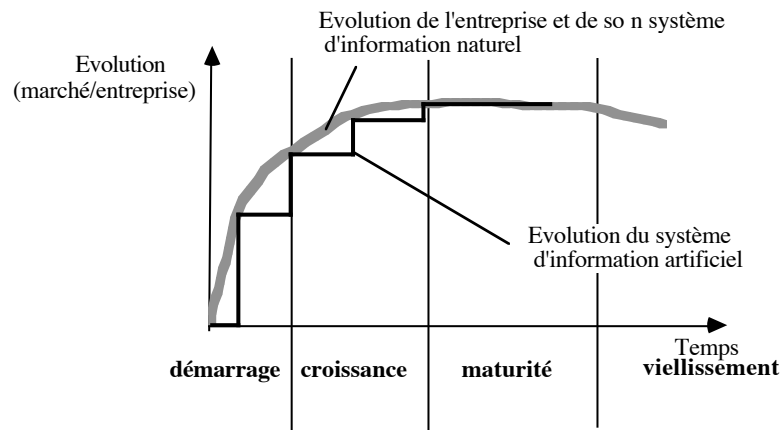 Evolution de l'entreprise et de so n système
d'information naturel
Evolution
(marché/entreprise)
Evolution du système
d'information artificiel
Temps
démarrage croissance maturité viellissement